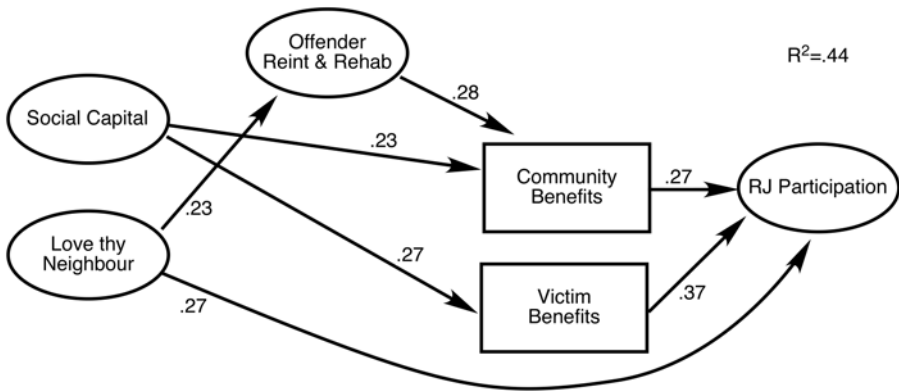 Offender
Reint & Rehab
R²=.44
.28
Social Capital
.23
Community
Benefits
.27
RJ Participation
.23
Love thy
Neighbour
.27
.27
Victim
Benefits
.37